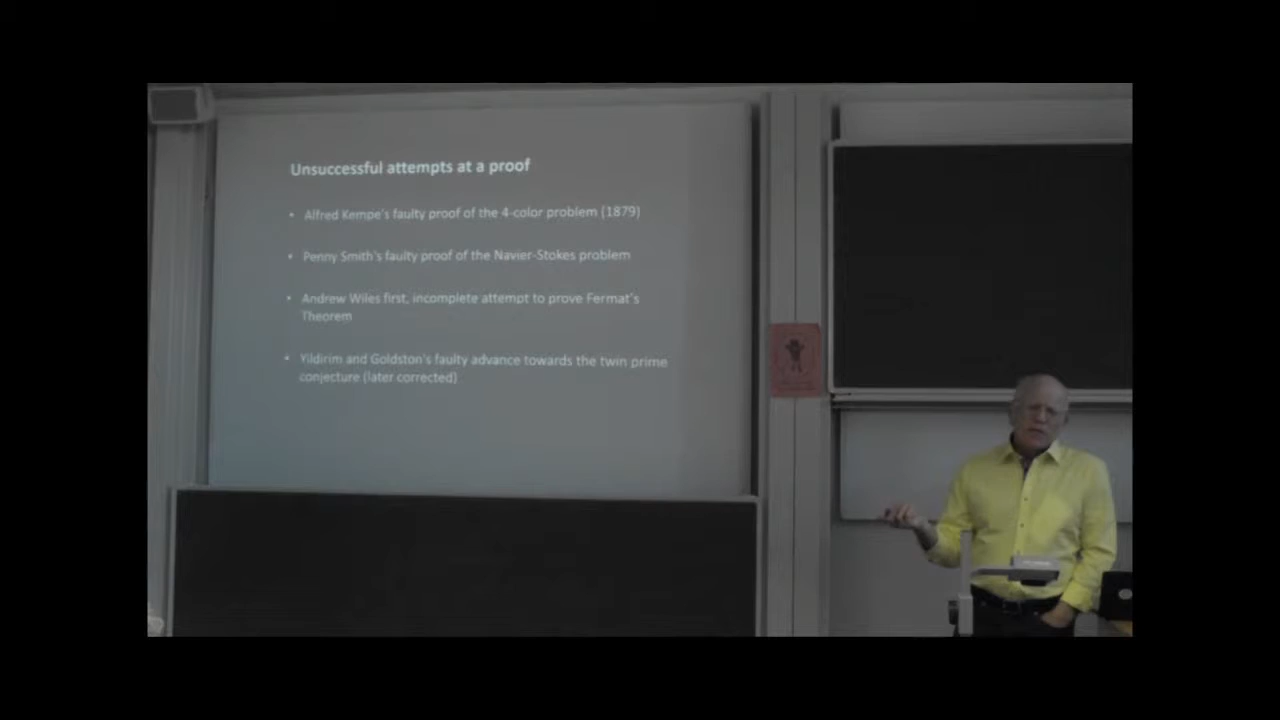 Unsuccessful attempts at a proof
• Alfred Kempe's faulty proof of the 4-color problem (1879)
• Penny Smith's faulty proof of the Navier-Stokes problem
• Andrew Wiles first, incomplete attempt to prove Fermat's
Theorem
• Yildirim and Goldston's faulty advance towards the twin prime
conjecture (later corrected)